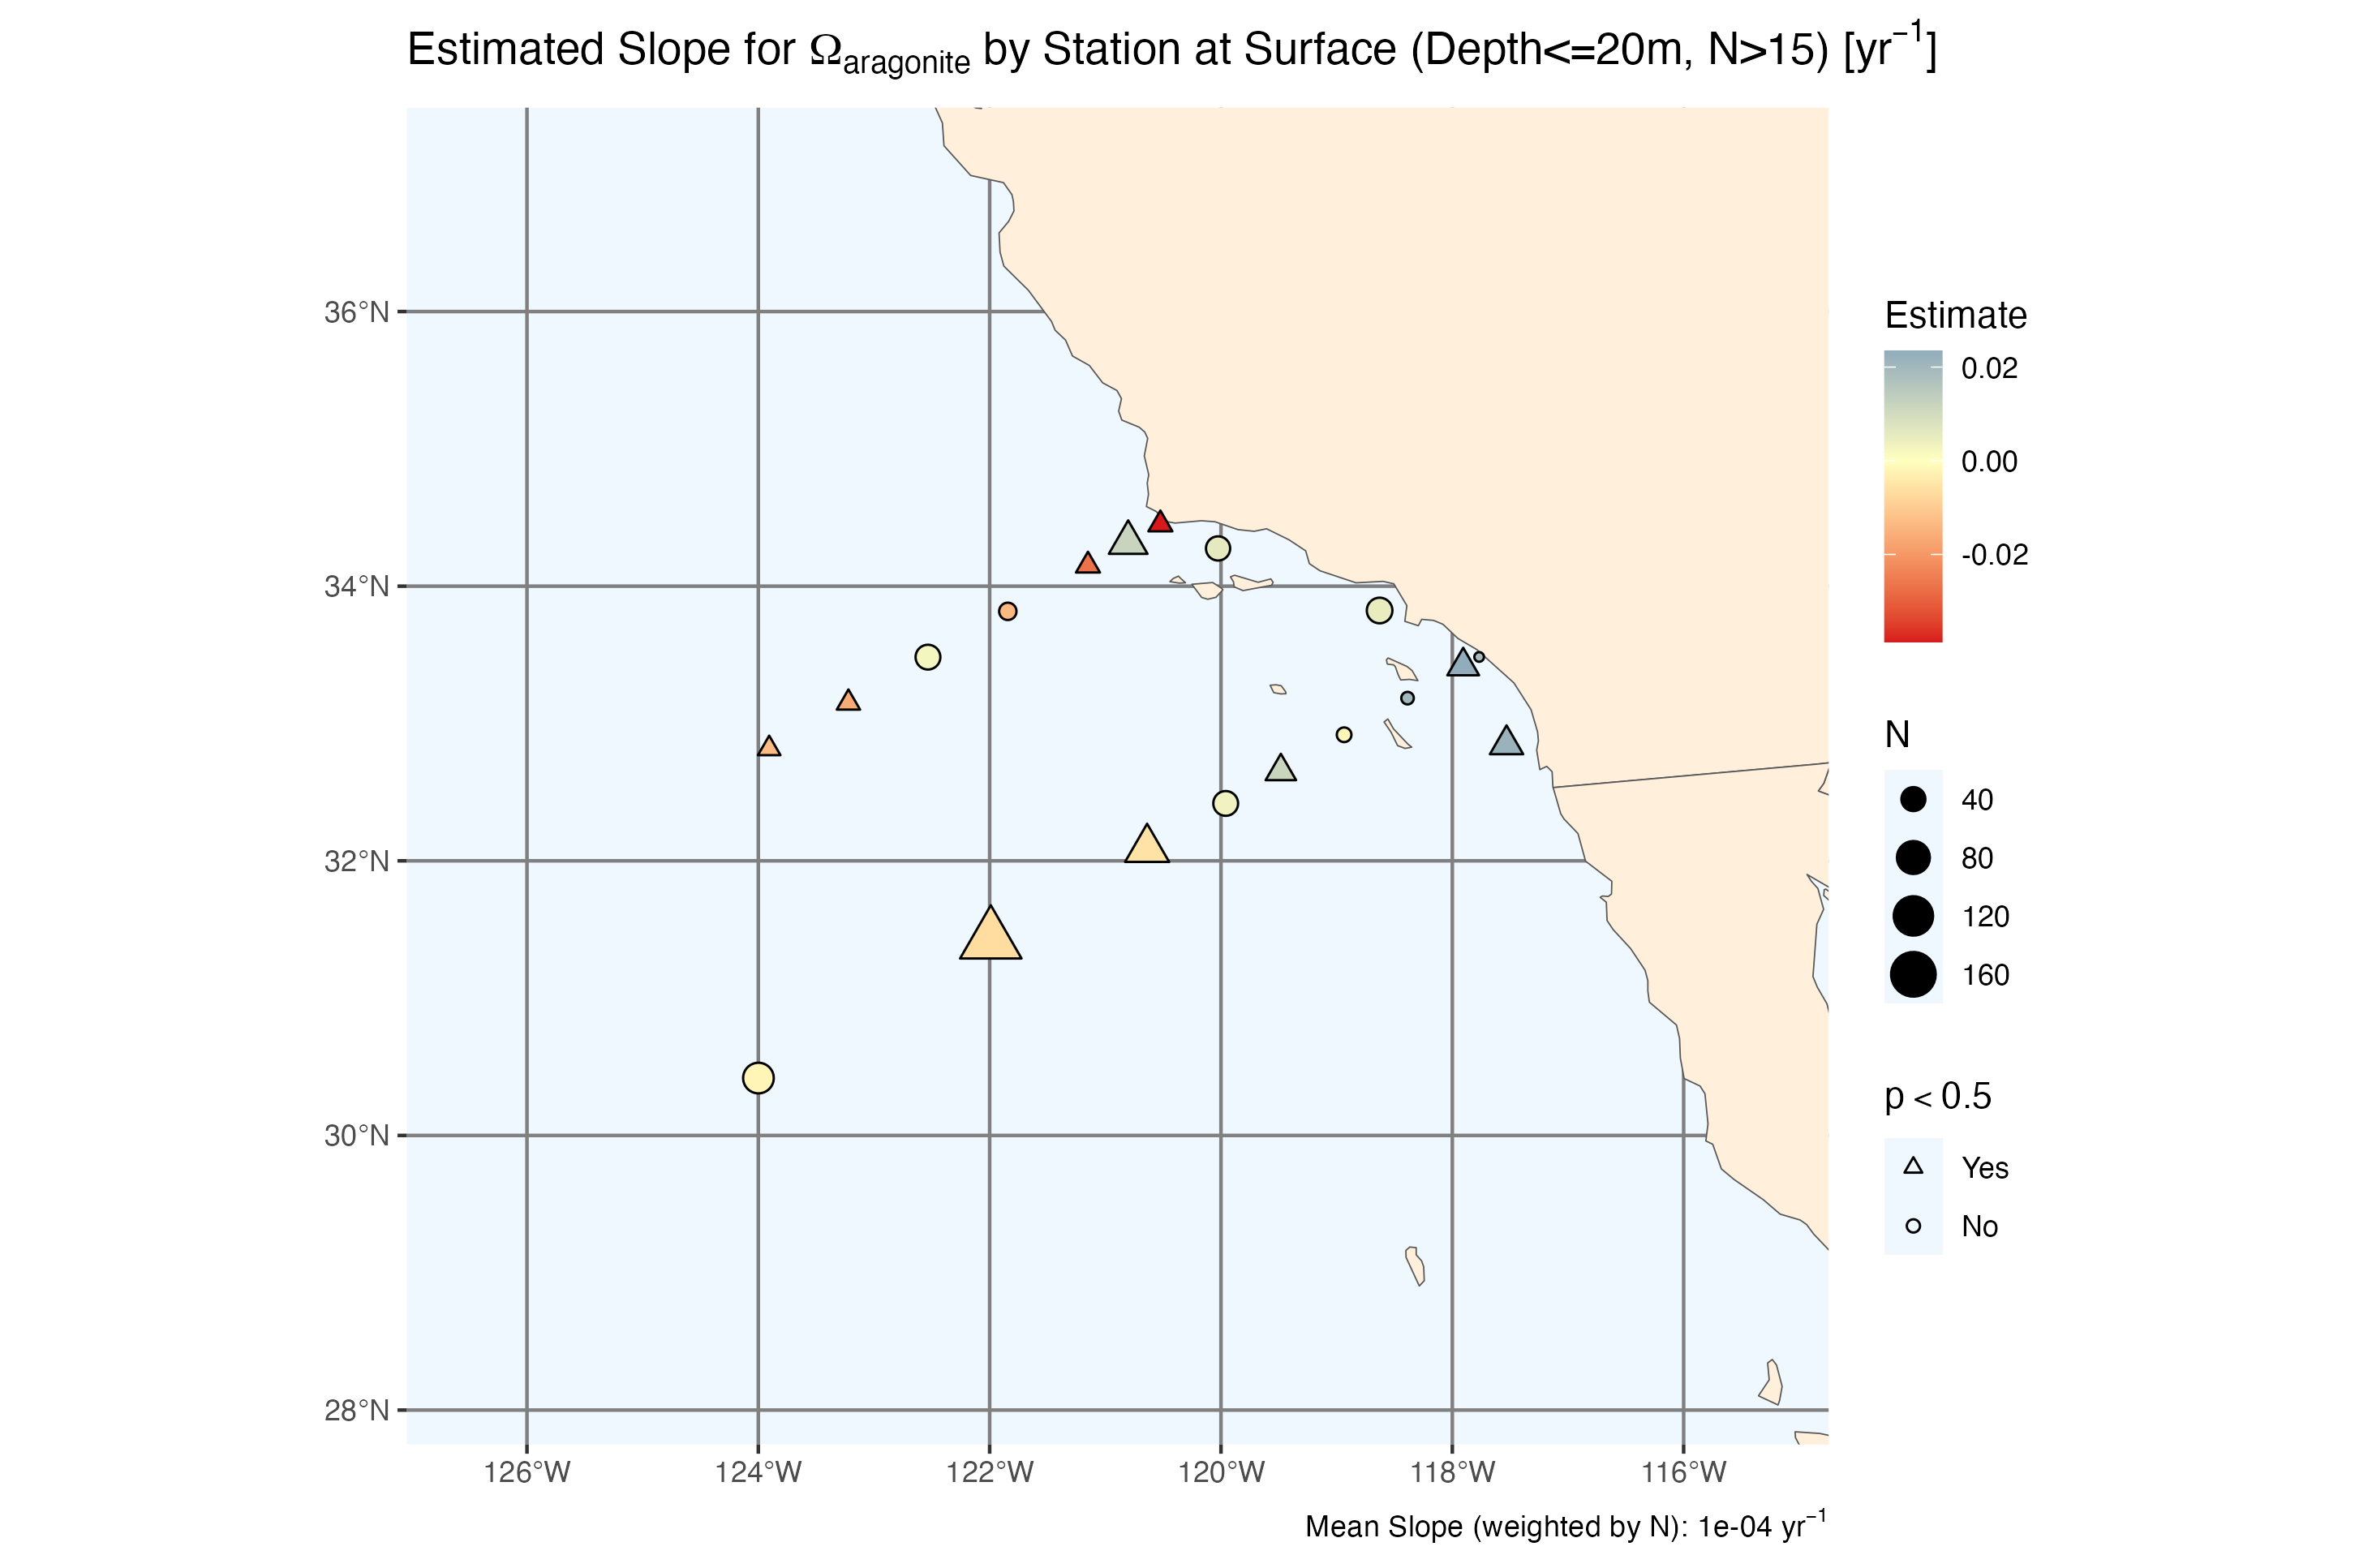 Estimated Slope for Ωaragonite by Station at Surface (Depth<=20m, N>15) [yr⁻¹]
36°N
34°N
32°N
30°N
28°N
126°W
124°W
122°W
120°W
118°W
116°W
Estimate
0.02
0.00
-0.02
N
40
80
120
160
p < 0.5
Yes
No
Mean Slope (weighted by N): 1e-04 yr⁻¹